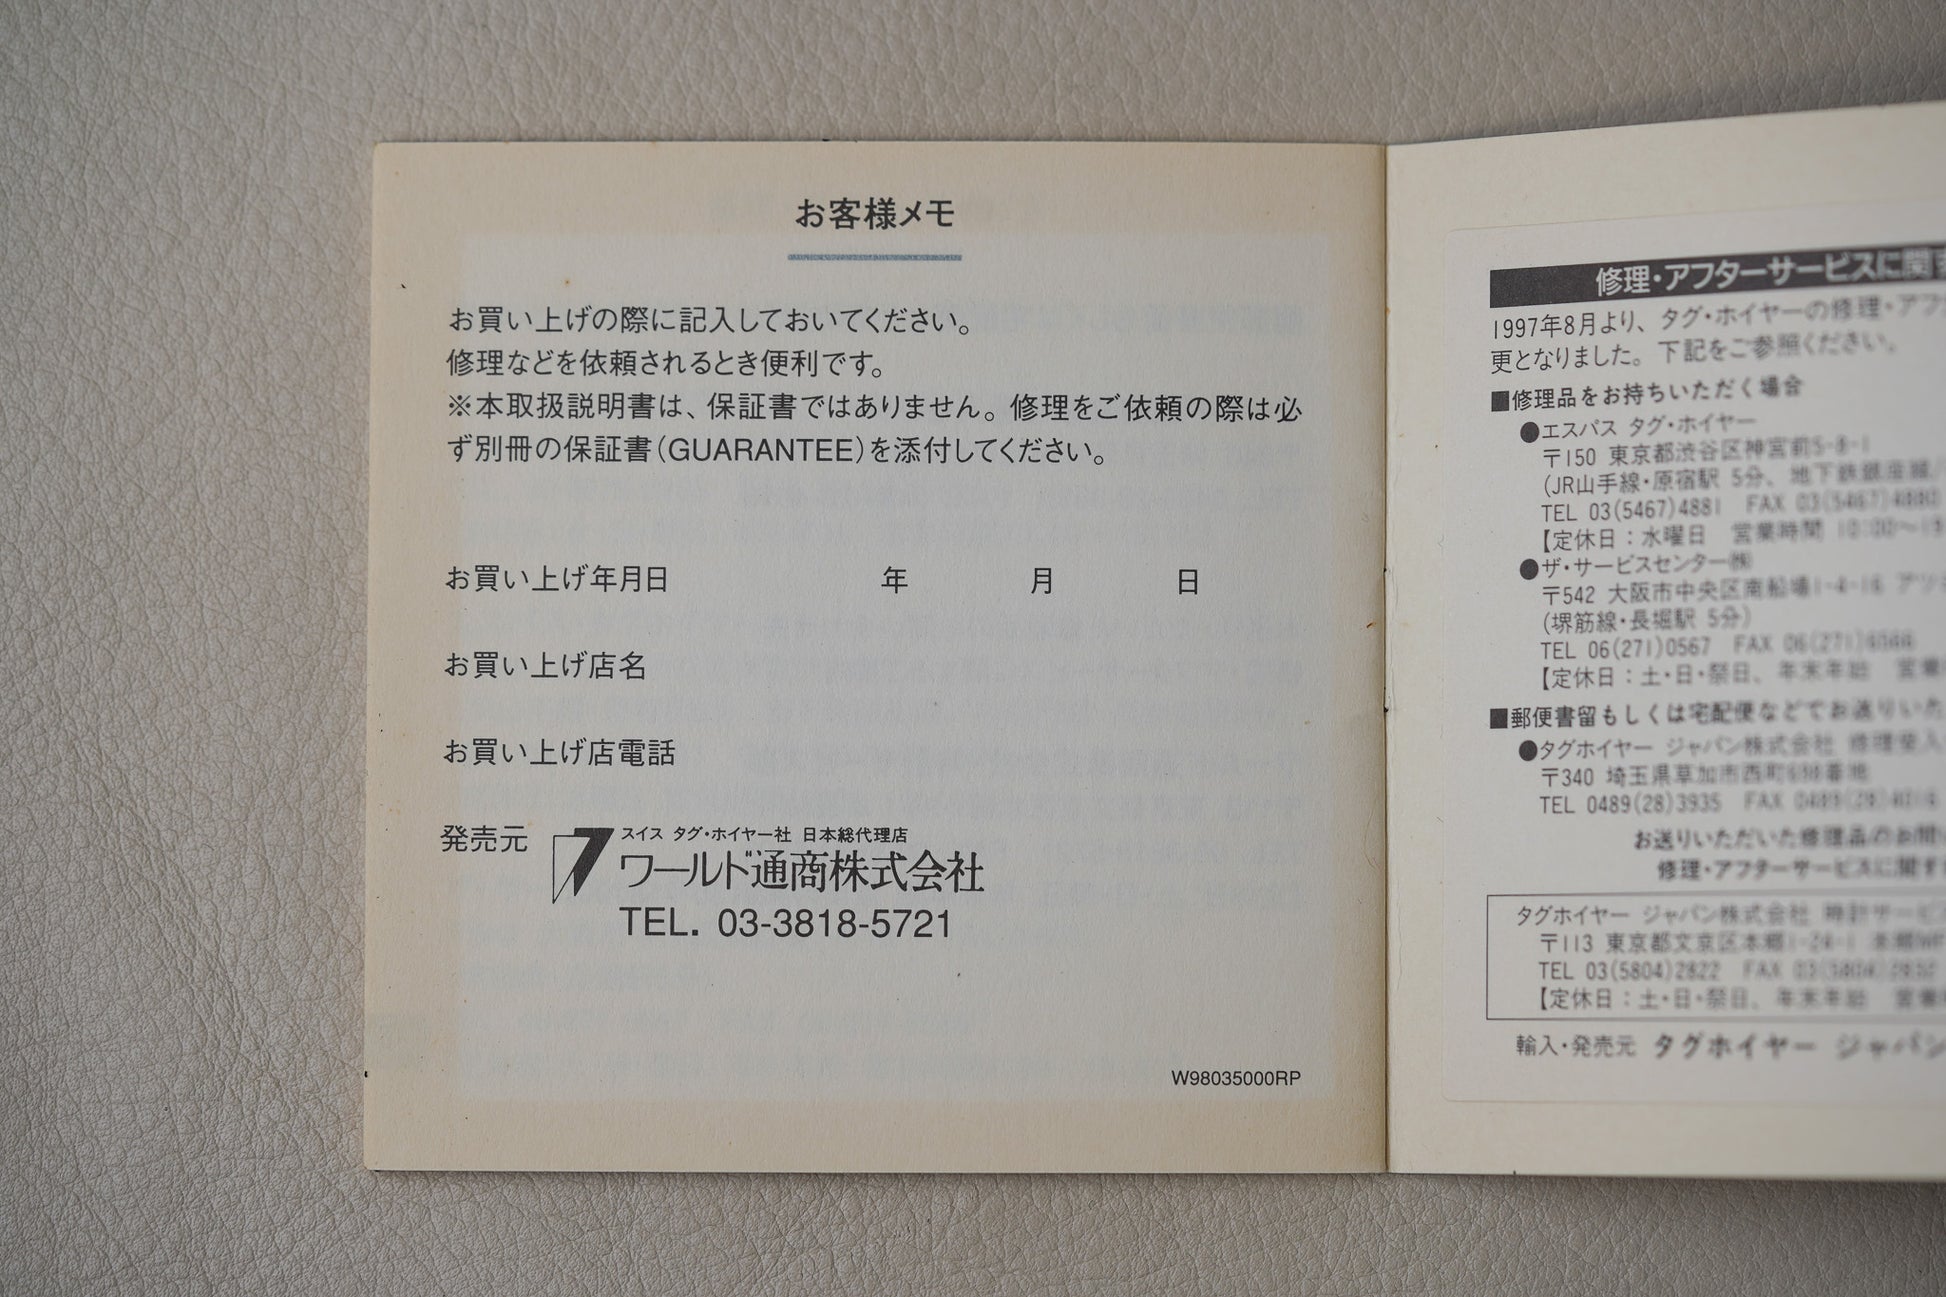 お客様メモ
お買い上げの際に記入しておいてください。
修理などを依頼されるとき便利です。
※本取扱説明書は、保証書ではありません。修理をご依頼の際は必
ず別冊の保証書(GUARANTEE)を添付してください。
お買い上げ年月日 年 月 日
お買い上げ店名
お買い上げ店電話
発売元 スイス タグ・ホイヤー社 日本総代理店
ワールド通商株式会社
TEL. 03-3818-5721
W98035000RP
修理・アフターサービスに関す
1997年8月より、タグ・ホイヤーの修理・アフ
更となりました。下記をご参照ください。
■修理品をお持ちいただく場合
●エスパス タグ・ホイヤー
〒150 東京都渋谷区神宮前5-8-1
(JR山手線・原宿駅 5分、地下鉄銀座線
TEL 03(5467)4881 FAX 03(5467)4880
【定休日：水曜日 営業時間 10:00〜19
●ザ・サービスセンター㈱
〒542 大阪市中央区南船場1-4-16 アツ
(堺筋線・長堀駅 5分)
TEL 06(271)0567 FAX 06(271)6566
【定休日：土・日・祭日、年末年始 営業
■郵便書留もしくは宅配便などでお送りいた
●タグホイヤー ジャパン株式会社 修理受入
〒340 埼玉県草加市西町698番地
TEL 0489(28)3935 FAX 0489(28)4016
お送りいただいた修理品のお問い
修理・アフターサービスに関す
タグホイヤー ジャパン株式会社 時計サービ
〒113 東京都文京区本郷1-24-1
TEL 03(5804)2822 FAX 03(5804)2832
【定休日：土・日・祭日、年末年始 営業
輸入・発売元 タグホイヤー ジャパン